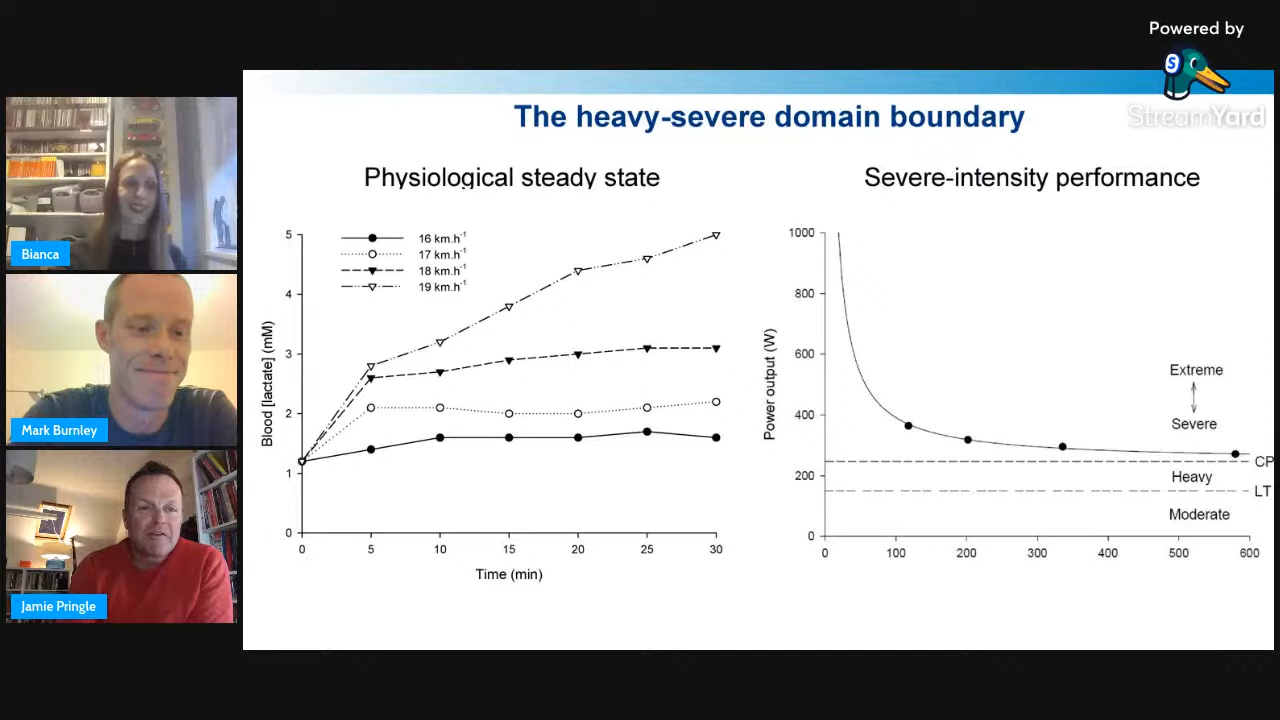 Powered by
S
StreamYard
The heavy-severe domain boundary
Physiological steady state
Severe-intensity performance
16 km.h-1
17 km.h-1
18 km.h-1
19 km.h-1
Blood [lactate] (mM)
5
4
3
2
1
0
0 5 10 15 20 25 30
Time (min)
Power output (W)
1000
800
600
400
200
0
0 100 200 300 400 500 600
Extreme
Severe
CP
Heavy
LT
Moderate
Bianca
Mark Burnley
Jamie Pringle